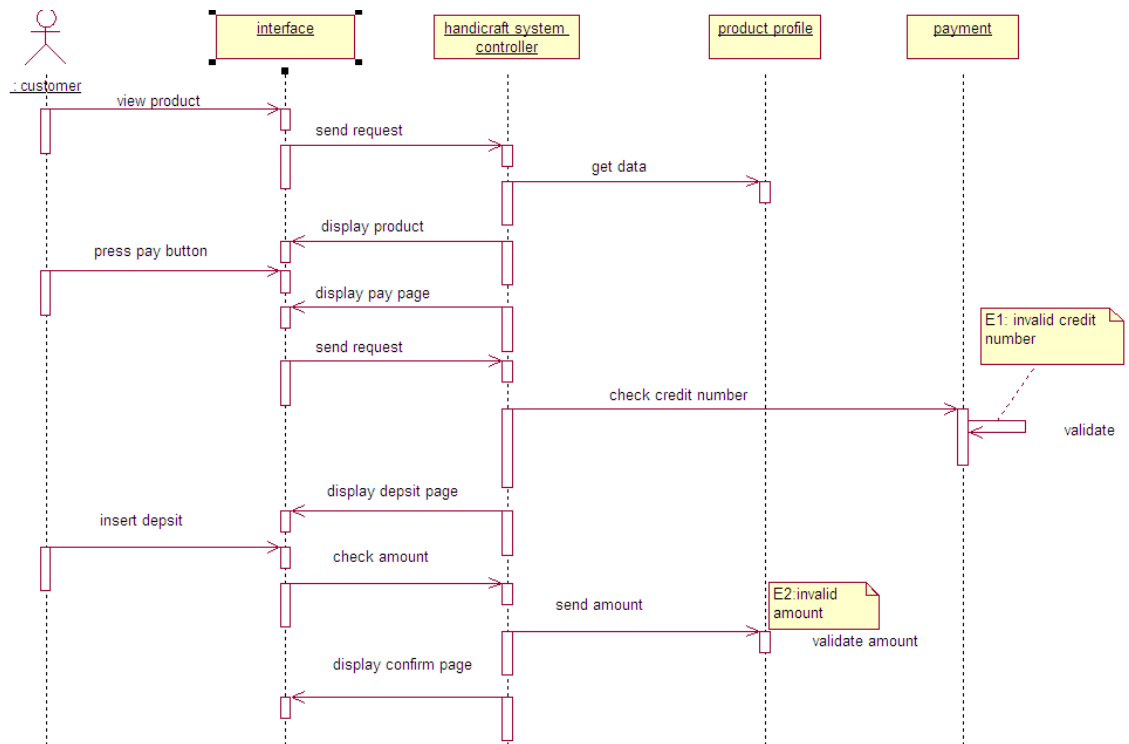 interface
handicraft system
controller
product profile
payment
: customer
view product
send request
get data
display product
press pay button
display pay page
E1: invalid credit
number
send request
check credit number
validate
display depsit page
insert depsit
check amount
E2:invalid
amount
send amount
validate amount
display confirm page